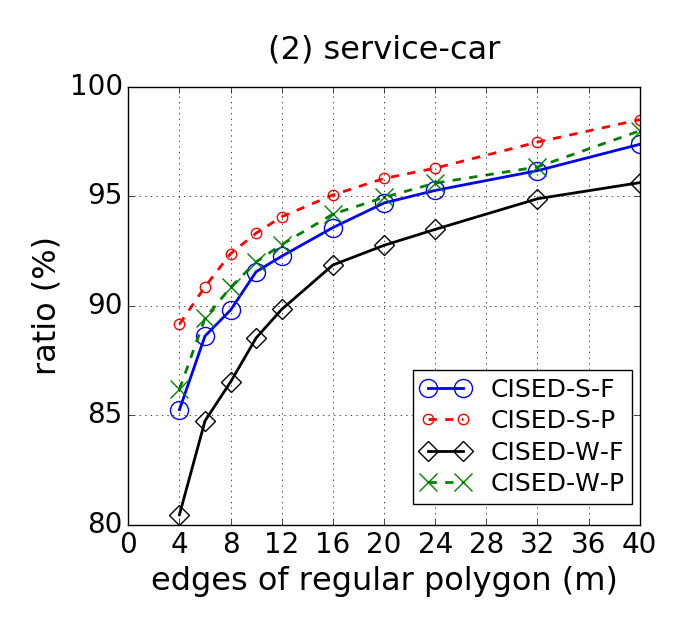 (2) service-car
100
95
90
85
80
ratio (%)
CISED-S-F
CISED-S-P
CISED-W-F
CISED-W-P
0 4 8 12 16 20 24 28 32 36 40
edges of regular polygon (m)